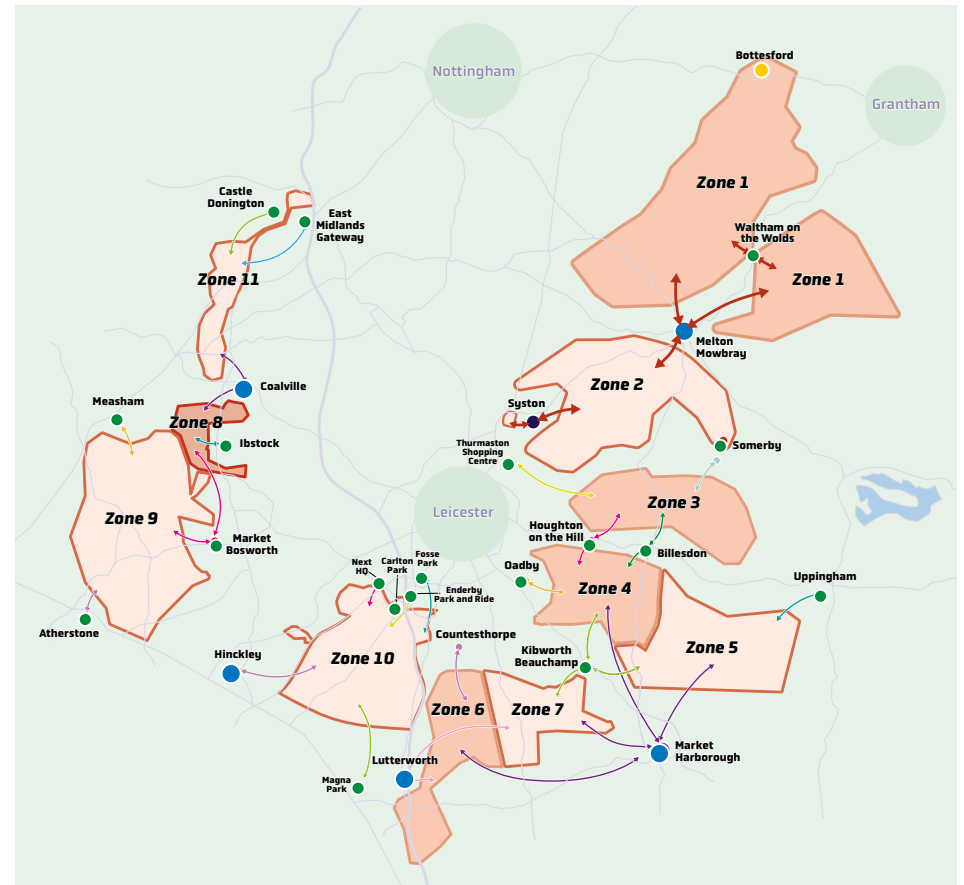 Bottesford
Nottingham
Grantham
Zone 1
Castle
Donington
East
Midlands
Gateway
Waltham on
the Wolds
Zone 11
Zone 1
Melton
Mowbray
Coalville
Zone 2
Measham
Syston
Zone 8
Ibstock
Thurmaston
Shopping
Centre
Somerby
Zone 3
Zone 9
Leicester
Houghton
on the Hill
Market
Bosworth
Billesdon
Next
HQ
Carlton
Park
Fosse
Park
Oadby
Zone 4
Uppingham
Enderby
Park and Ride
Atherstone
Countesthorpe
Hinckley
Zone 10
Kibworth
Beauchamp
Zone 5
Zone 6
Zone 7
Market
Harborough
Lutterworth
Magna
Park